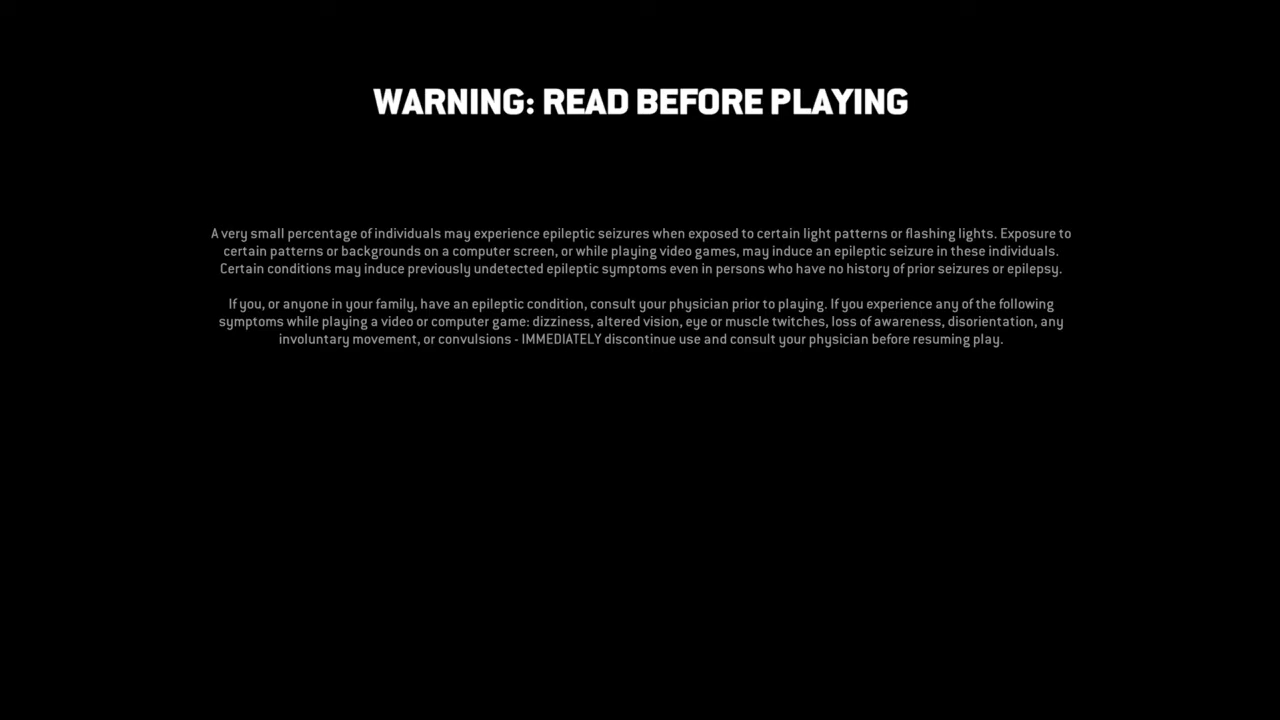 WARNING: READ BEFORE PLAYING
A very small percentage of individuals may experience epileptic seizures when exposed to certain light patterns or flashing lights. Exposure to
certain patterns or backgrounds on a computer screen, or while playing video games, may induce an epileptic seizure in these individuals.
Certain conditions may induce previously undetected epileptic symptoms even in persons who have no history of prior seizures or epilepsy.
If you, or anyone in your family, have an epileptic condition, consult your physician prior to playing. If you experience any of the following
symptoms while playing a video or computer game: dizziness, altered vision, eye or muscle twitches, loss of awareness, disorientation, any
involuntary movement, or convulsions - IMMEDIATELY discontinue use and consult your physician before resuming play.